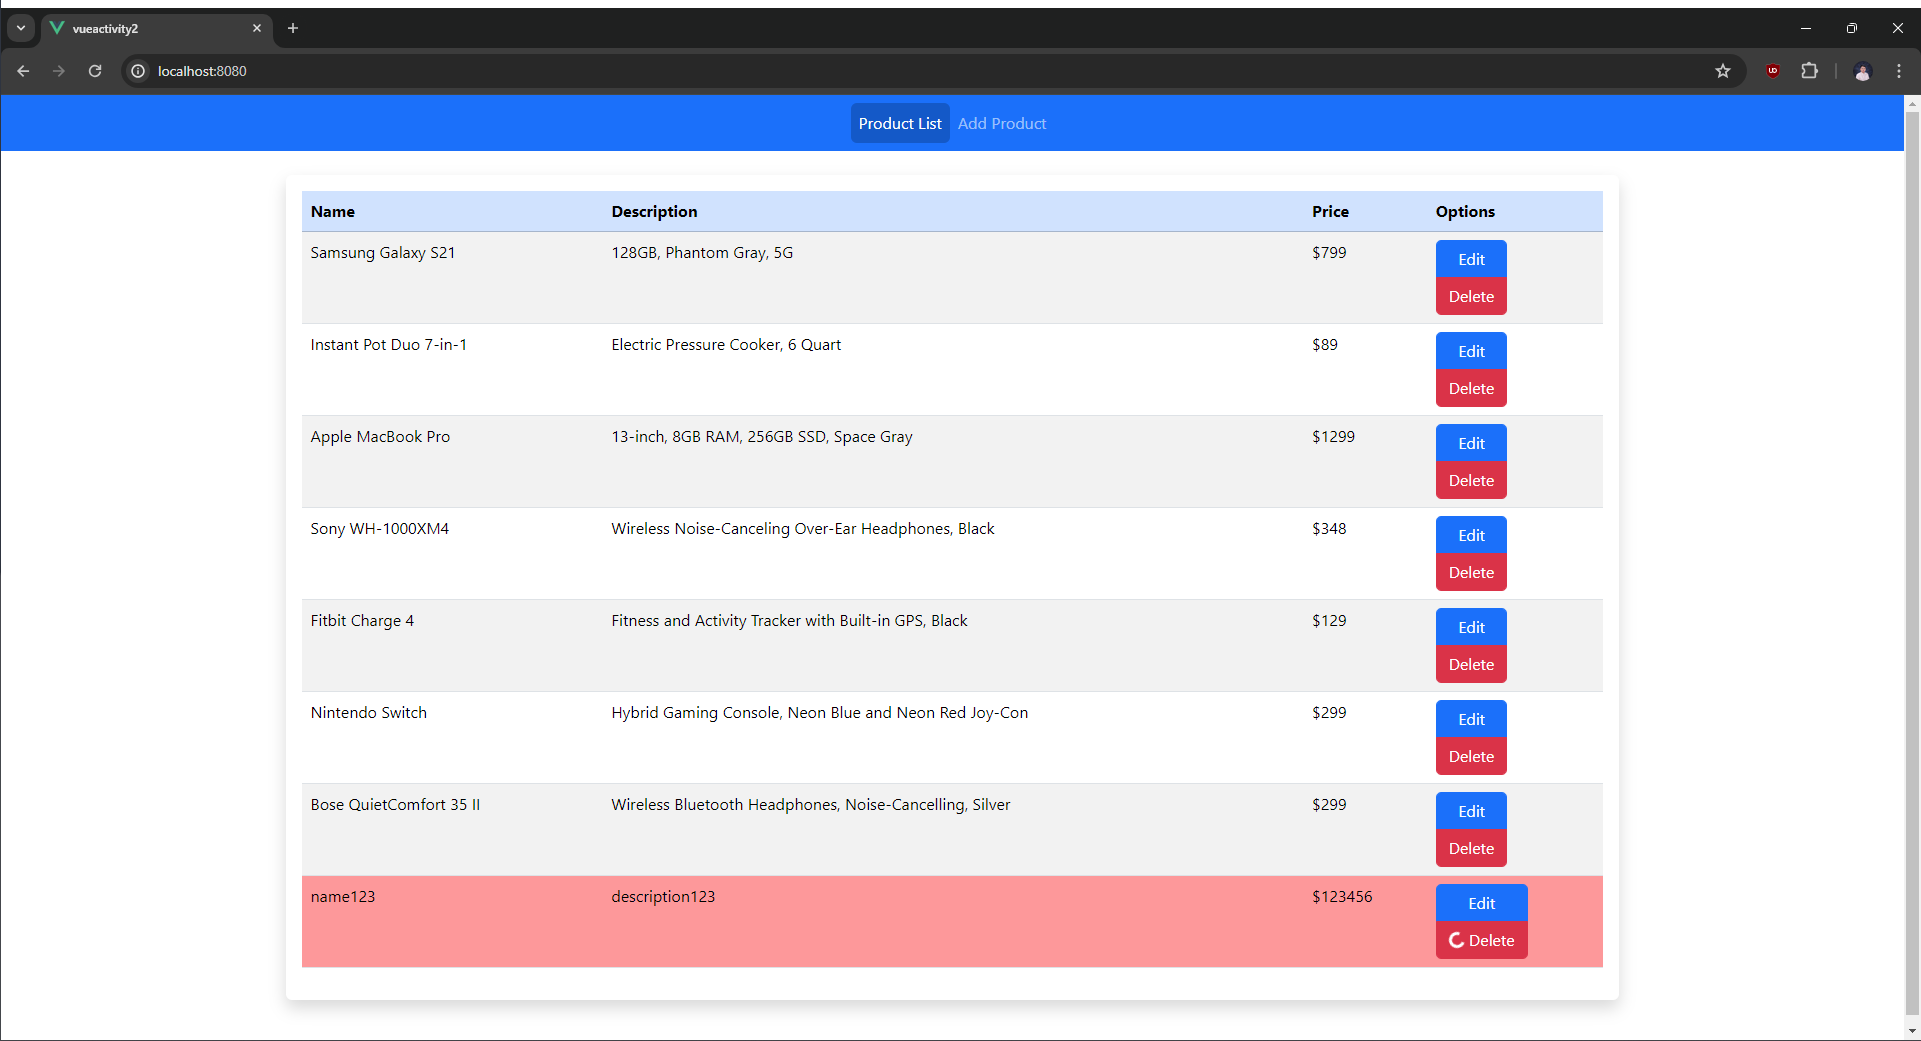 vueactivity2
localhost:8080
Product List Add Product
Name Description Price Options
Samsung Galaxy S21 128GB, Phantom Gray, 5G $799 Edit
Delete
Instant Pot Duo 7-in-1 Electric Pressure Cooker, 6 Quart $89 Edit
Delete
Apple MacBook Pro 13-inch, 8GB RAM, 256GB SSD, Space Gray $1299 Edit
Delete
Sony WH-1000XM4 Wireless Noise-Canceling Over-Ear Headphones, Black $348 Edit
Delete
Fitbit Charge 4 Fitness and Activity Tracker with Built-in GPS, Black $129 Edit
Delete
Nintendo Switch Hybrid Gaming Console, Neon Blue and Neon Red Joy-Con $299 Edit
Delete
Bose QuietComfort 35 II Wireless Bluetooth Headphones, Noise-Cancelling, Silver $299 Edit
Delete
name123 description123 $123456 Edit
Delete